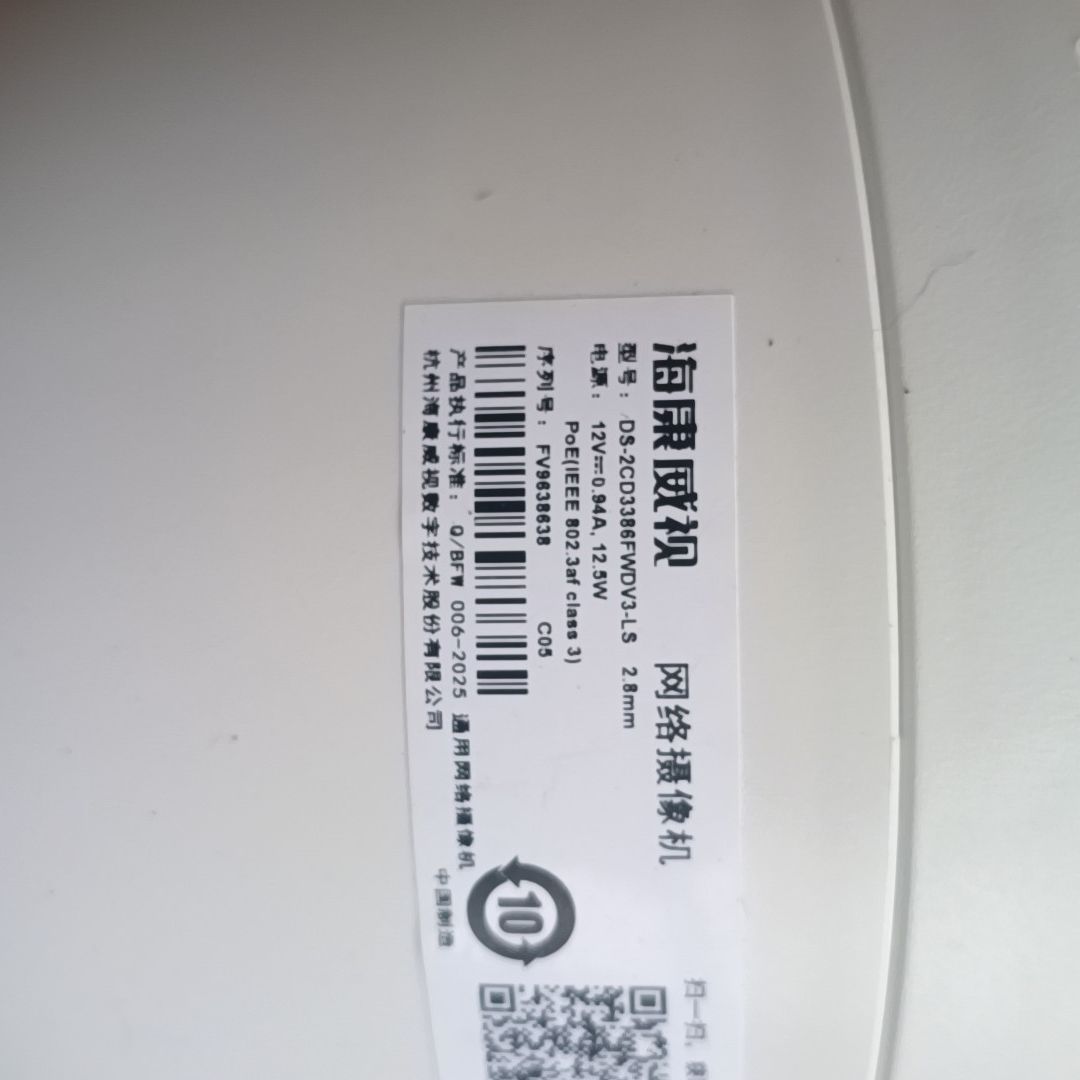 海康威视 网络摄像机
型号: DS-2CD3386FWDV3-LS 2.8mm
电源: 12V⎓0.94A, 12.5W
PoE(IEEE 802.3af class 3)
序列号: FV9638638 C05
产品执行标准: Q/BFW 006-2025 通用网络摄像机
杭州海康威视数字技术股份有限公司
中国制造
10
扫一扫,